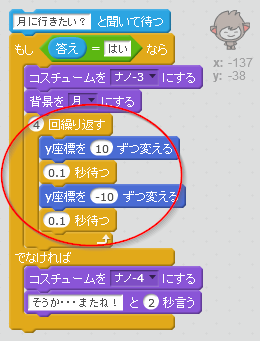 月に行きたい? と聞いて待つ
もし 答え = はい なら
コスチュームを ナノ-3 にする
背景を 月 にする
4 回繰り返す
y座標を 10 ずつ変える
0.1 秒待つ
y座標を -10 ずつ変える
0.1 秒待つ
でなければ
コスチュームを ナノ-4 にする
そうか・・・またね! と 2 秒言う
x: -137
y: -38